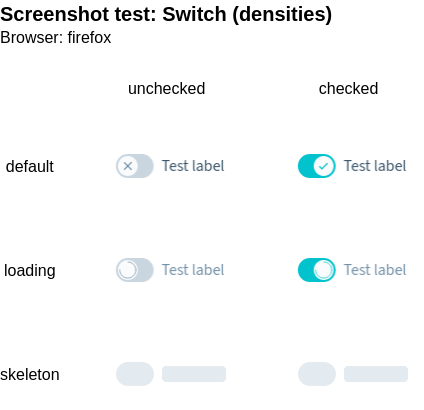 Screenshot test: Switch (densities)
Browser: firefox
unchecked checked
default Test label Test label
loading Test label Test label
skeleton